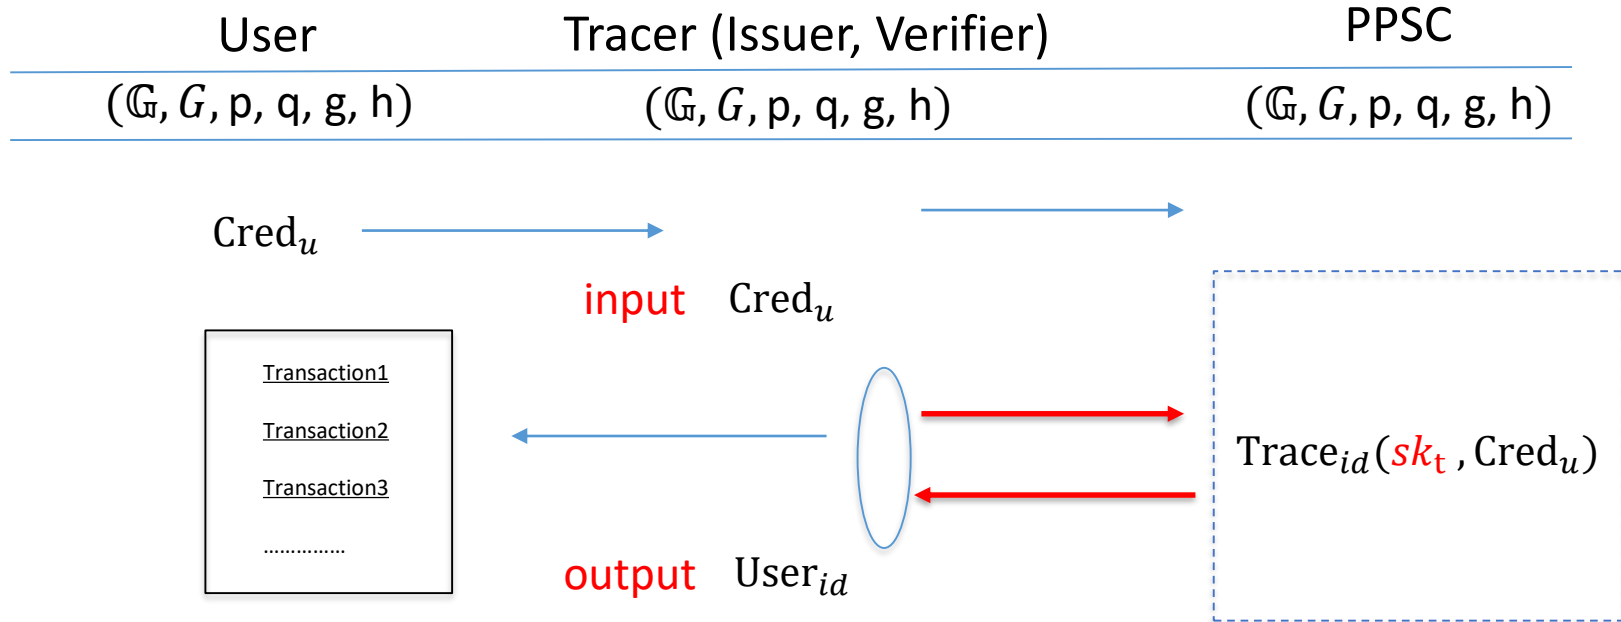 User Tracer (Issuer, Verifier) PPSC
(𝔾, G, p, q, g, h) (𝔾, G, p, q, g, h) (𝔾, G, p, q, g, h)
Cred_u
input Cred_u
Transaction1
Transaction2
Transaction3
...............
Trace_id(sk_t , Cred_u)
output User_id